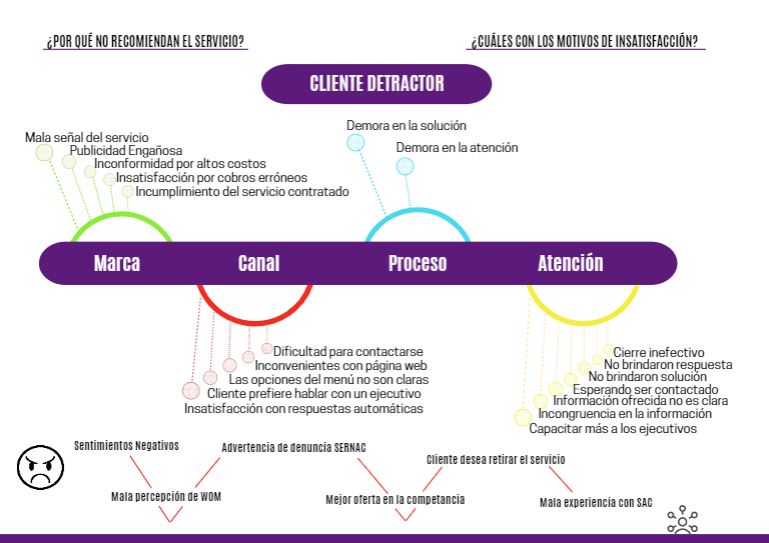 ¿POR QUÉ NO RECOMIENDAN EL SERVICIO?
¿CUÁLES CON LOS MOTIVOS DE INSATISFACCIÓN?
CLIENTE DETRACTOR
Mala señal del servicio
Publicidad Engañosa
Inconformidad por altos costos
Insatisfacción por cobros erróneos
Incumplimiento del servicio contratado
Demora en la solución
Demora en la atención
Marca
Canal
Proceso
Atención
Dificultad para contactarse
Inconvenientes con página web
Las opciones del menú no son claras
Cliente prefiere hablar con un ejecutivo
Insatisfacción con respuestas automáticas
Cierre inefectivo
No brindaron respuesta
No brindaron solución
Esperando ser contactado
Información ofrecida no es clara
Incongruencia en la información
Capacitar más a los ejecutivos
Sentimientos Negativos
Advertencia de denuncia SERNAC
Cliente desea retirar el servicio
Mala percepción de WOM
Mejor oferta en la competancia
Mala experiencia con SAC